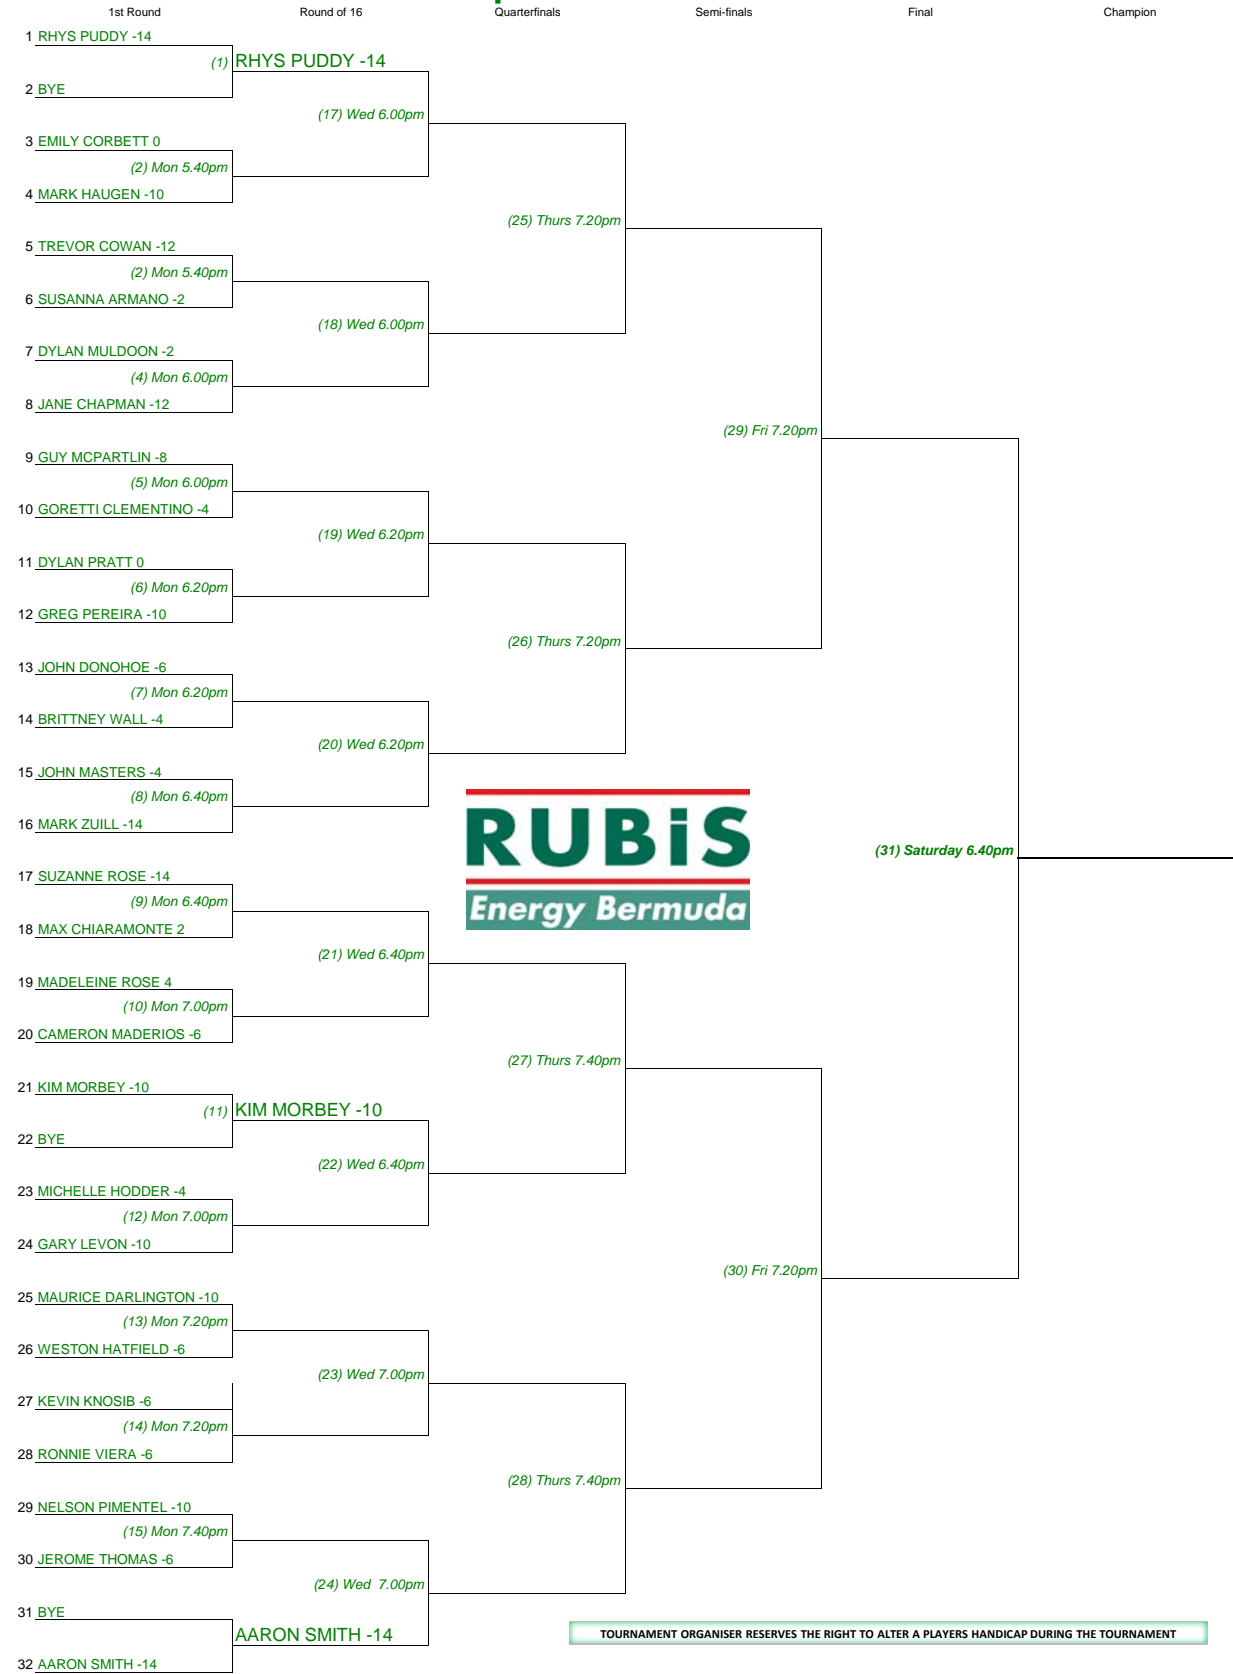 1st Round Round of 16 Quarterfinals Semi-finals Final Champion
1 RHYS PUDDY -14
(1) RHYS PUDDY -14
2 BYE
(17) Wed 6.00pm
3 EMILY CORBETT 0
(2) Mon 5.40pm
4 MARK HAUGEN -10
(25) Thurs 7.20pm
5 TREVOR COWAN -12
(2) Mon 5.40pm
6 SUSANNA ARMANO -2
(18) Wed 6.00pm
7 DYLAN MULDOON -2
(4) Mon 6.00pm
8 JANE CHAPMAN -12
(29) Fri 7.20pm
9 GUY MCPARTLIN -8
(5) Mon 6.00pm
10 GORETTI CLEMENTINO -4
(19) Wed 6.20pm
11 DYLAN PRATT 0
(6) Mon 6.20pm
12 GREG PEREIRA -10
(26) Thurs 7.20pm
13 JOHN DONOHOE -6
(7) Mon 6.20pm
14 BRITTNEY WALL -4
(20) Wed 6.20pm
15 JOHN MASTERS -4
(8) Mon 6.40pm
16 MARK ZUILL -14
RUBiS
Energy Bermuda
(31) Saturday 6.40pm
17 SUZANNE ROSE -14
(9) Mon 6.40pm
18 MAX CHIARAMONTE 2
(21) Wed 6.40pm
19 MADELEINE ROSE 4
(10) Mon 7.00pm
20 CAMERON MADERIOS -6
(27) Thurs 7.40pm
21 KIM MORBEY -10
(11) KIM MORBEY -10
22 BYE
(22) Wed 6.40pm
23 MICHELLE HODDER -4
(12) Mon 7.00pm
24 GARY LEVON -10
(30) Fri 7.20pm
25 MAURICE DARLINGTON -10
(13) Mon 7.20pm
26 WESTON HATFIELD -6
(23) Wed 7.00pm
27 KEVIN KNOSIB -6
(14) Mon 7.20pm
28 RONNIE VIERA -6
(28) Thurs 7.40pm
29 NELSON PIMENTEL -10
(15) Mon 7.40pm
30 JEROME THOMAS -6
(24) Wed 7.00pm
31 BYE
AARON SMITH -14
32 AARON SMITH -14
TOURNAMENT ORGANISER RESERVES THE RIGHT TO ALTER A PLAYERS HANDICAP DURING THE TOURNAMENT